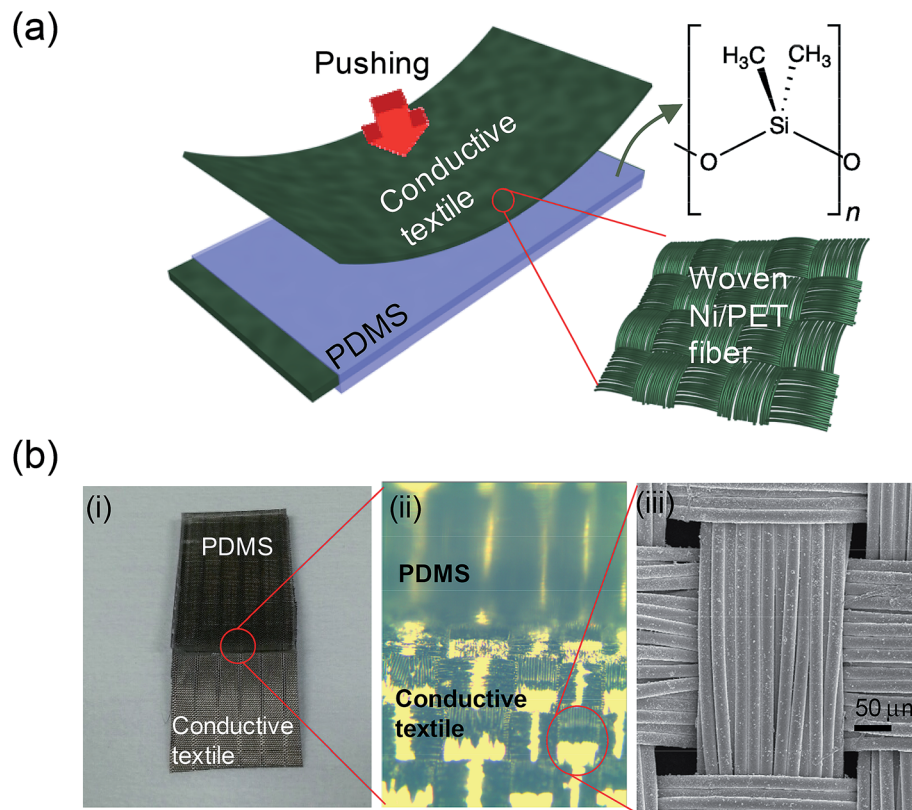 (a)
Pushing
Conductive
textile
PDMS
H₃C
CH₃
Si
O
O
n
Woven
Ni/PET
fiber
(b)
(i)
PDMS
Conductive
textile
(ii)
PDMS
Conductive
textile
(iii)
50 μm